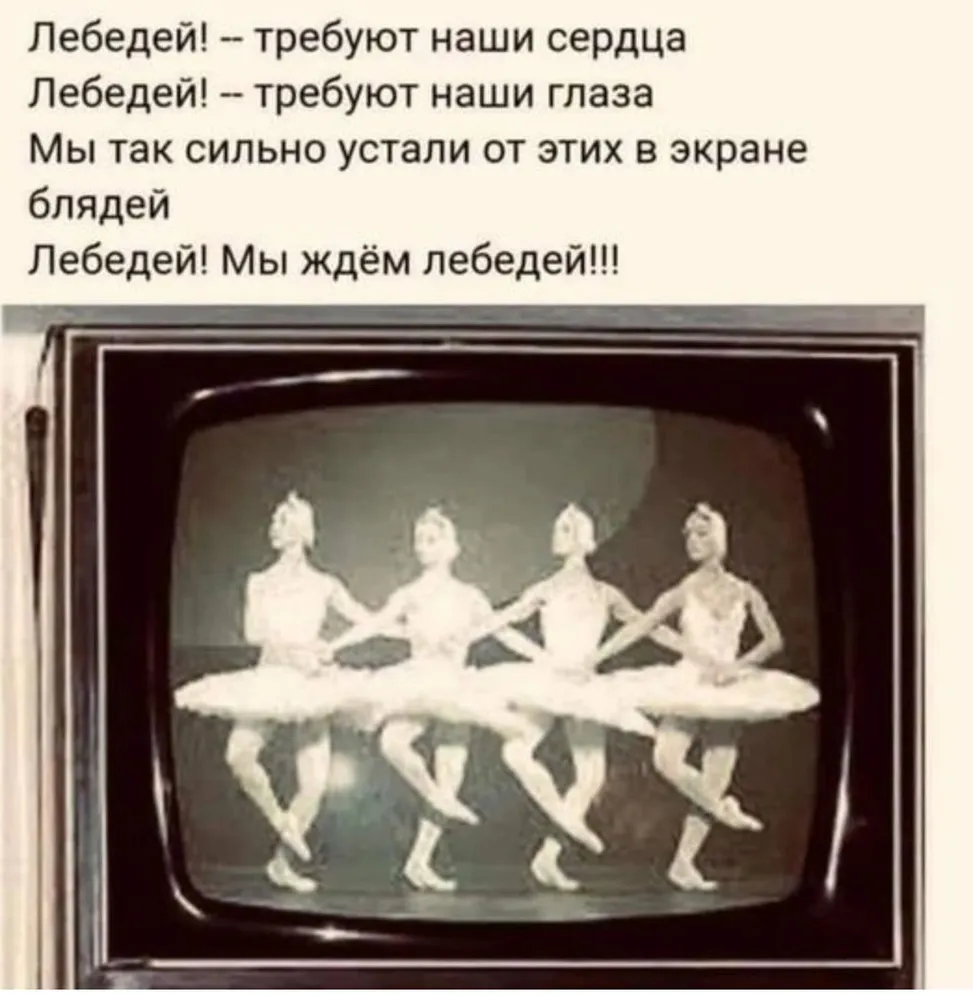 Лебедей! -- требуют наши сердца
Лебедей! -- требуют наши глаза
Мы так сильно устали от этих в экране
блядей
Лебедей! Мы ждём лебедей!!!